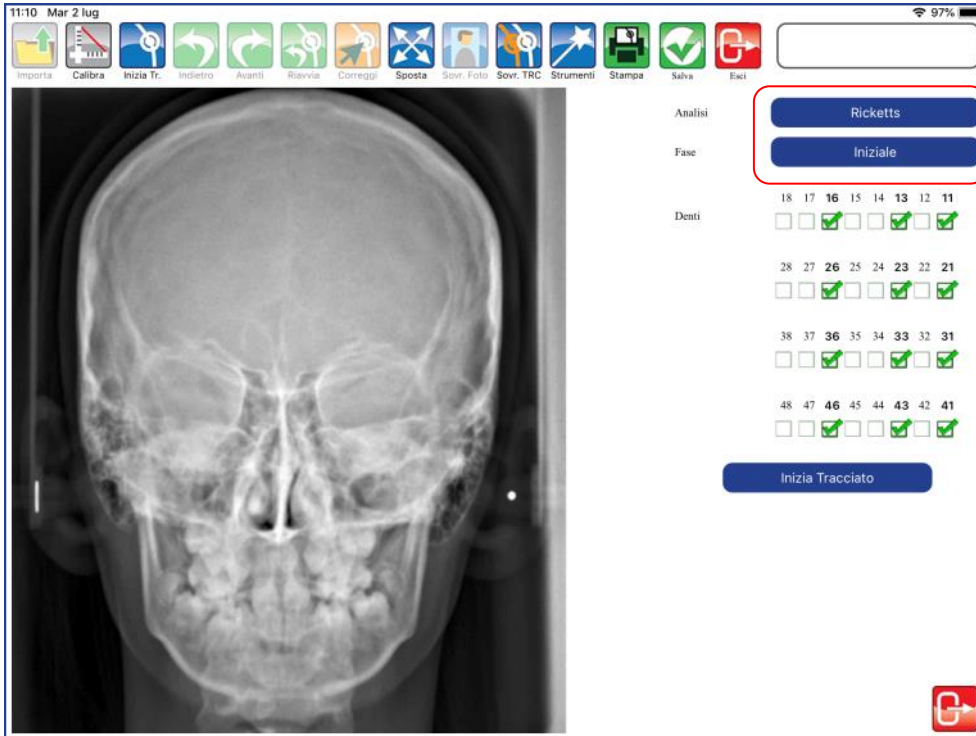 11:10 Mar 2 lug 97%
Importa Calibra Inizia Tr. Indietro Avanti Riavvia Correggi Sposta Sovr. Foto Sovr. TRC Strumenti Stampa Salva Esci
Analisi Ricketts
Fase Iniziale
18 17 16 15 14 13 12 11
Denti
28 27 26 25 24 23 22 21
38 37 36 35 34 33 32 31
48 47 46 45 44 43 42 41
Inizia Tracciato